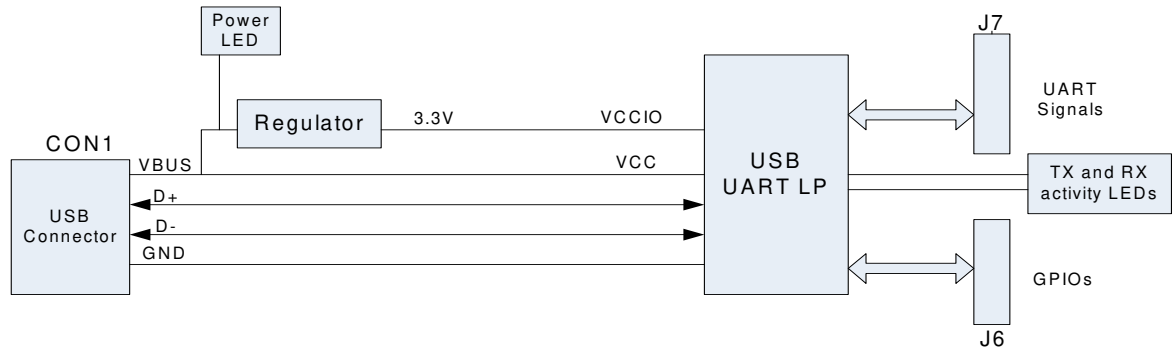 Power
LED
J7
Regulator
3.3V
VCCIO
UART
Signals
CON1
VBUS
VCC
USB
UART LP
TX and RX
activity LEDs
D+
USB
Connector
D-
GND
GPIOs
J6